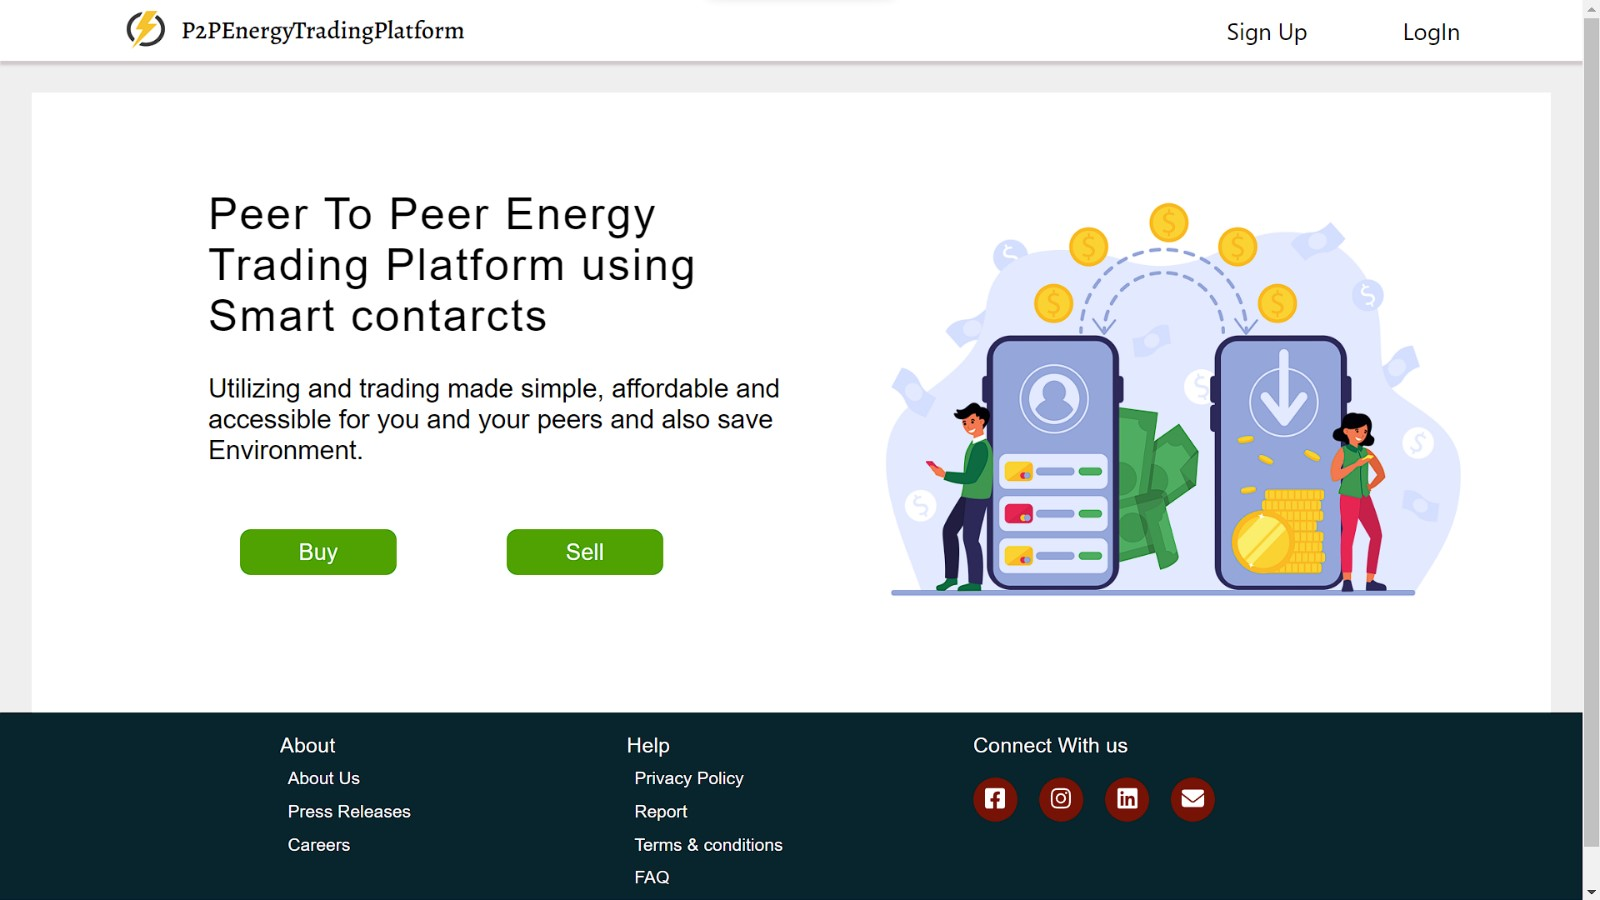 P2PEnergyTradingPlatform
Sign Up
LogIn
Peer To Peer Energy
Trading Platform using
Smart contarcts
Utilizing and trading made simple, affordable and
accessible for you and your peers and also save
Environment.
Buy
Sell
About
About Us
Press Releases
Careers
Help
Privacy Policy
Report
Terms & conditions
FAQ
Connect With us